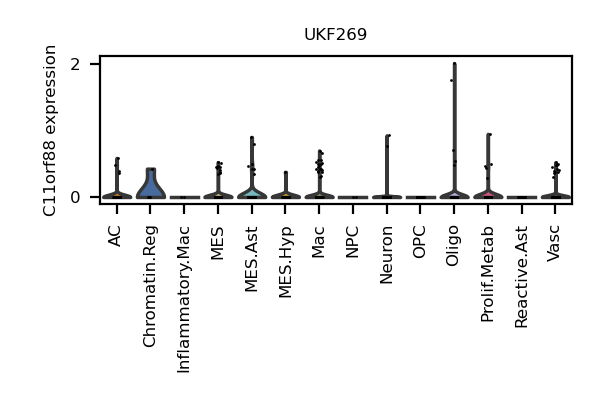 UKF269
C11orf88 expression
2
0
AC
Chromatin.Reg
Inflammatory.Mac
MES
MES.Ast
MES.Hyp
Mac
NPC
Neuron
OPC
Oligo
Prolif.Metab
Reactive.Ast
Vasc